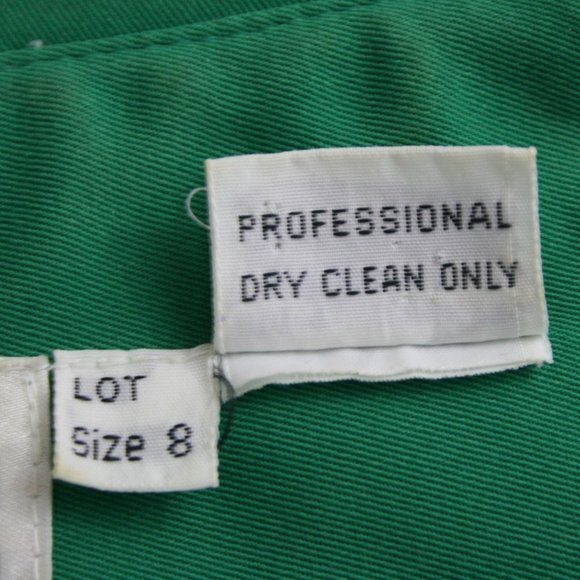 PROFESSIONAL
DRY CLEAN ONLY
LOT
Size 8